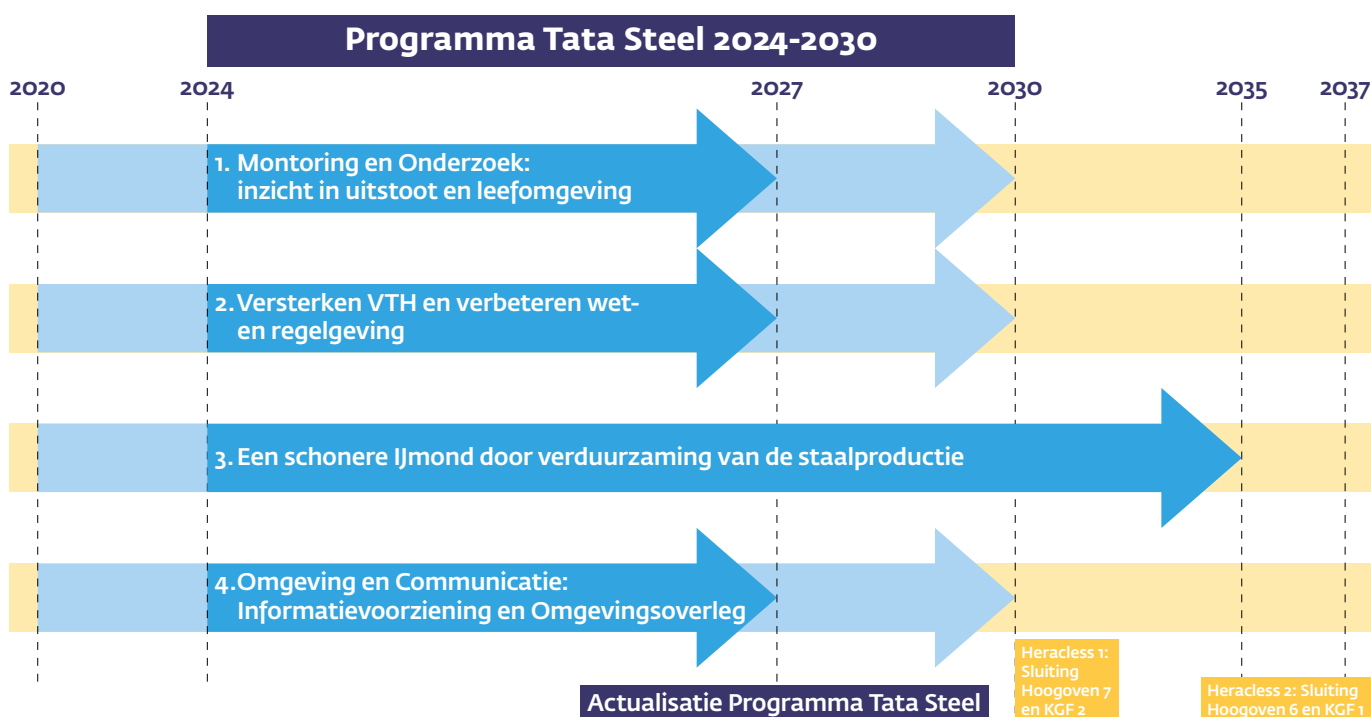 Programma Tata Steel 2024-2030
2020 2024 2027 2030 2035 2037
1. Montoring en Onderzoek:
inzicht in uitstoot en leefomgeving
2. Versterken VTH en verbeteren wet-
en regelgeving
3. Een schonere IJmond door verduurzaming van de staalproductie
4. Omgeving en Communicatie:
Informatievoorziening en Omgevingsoverleg
Heracless 1:
Sluiting
Hoogoven 7
en KGF 2
Actualisatie Programma Tata Steel
Heracless 2: Sluiting
Hoogoven 6 en KGF 1